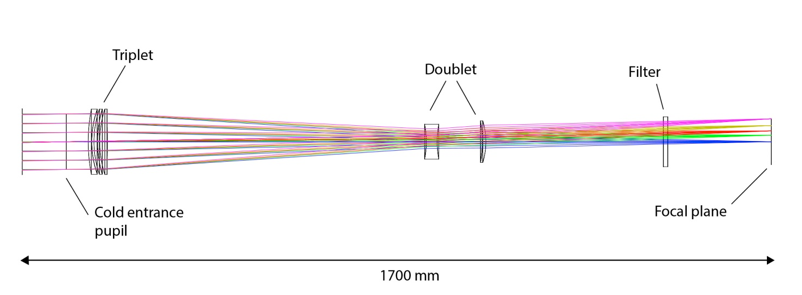 Triplet
Doublet
Filter
Cold entrance
pupil
Focal plane
1700 mm